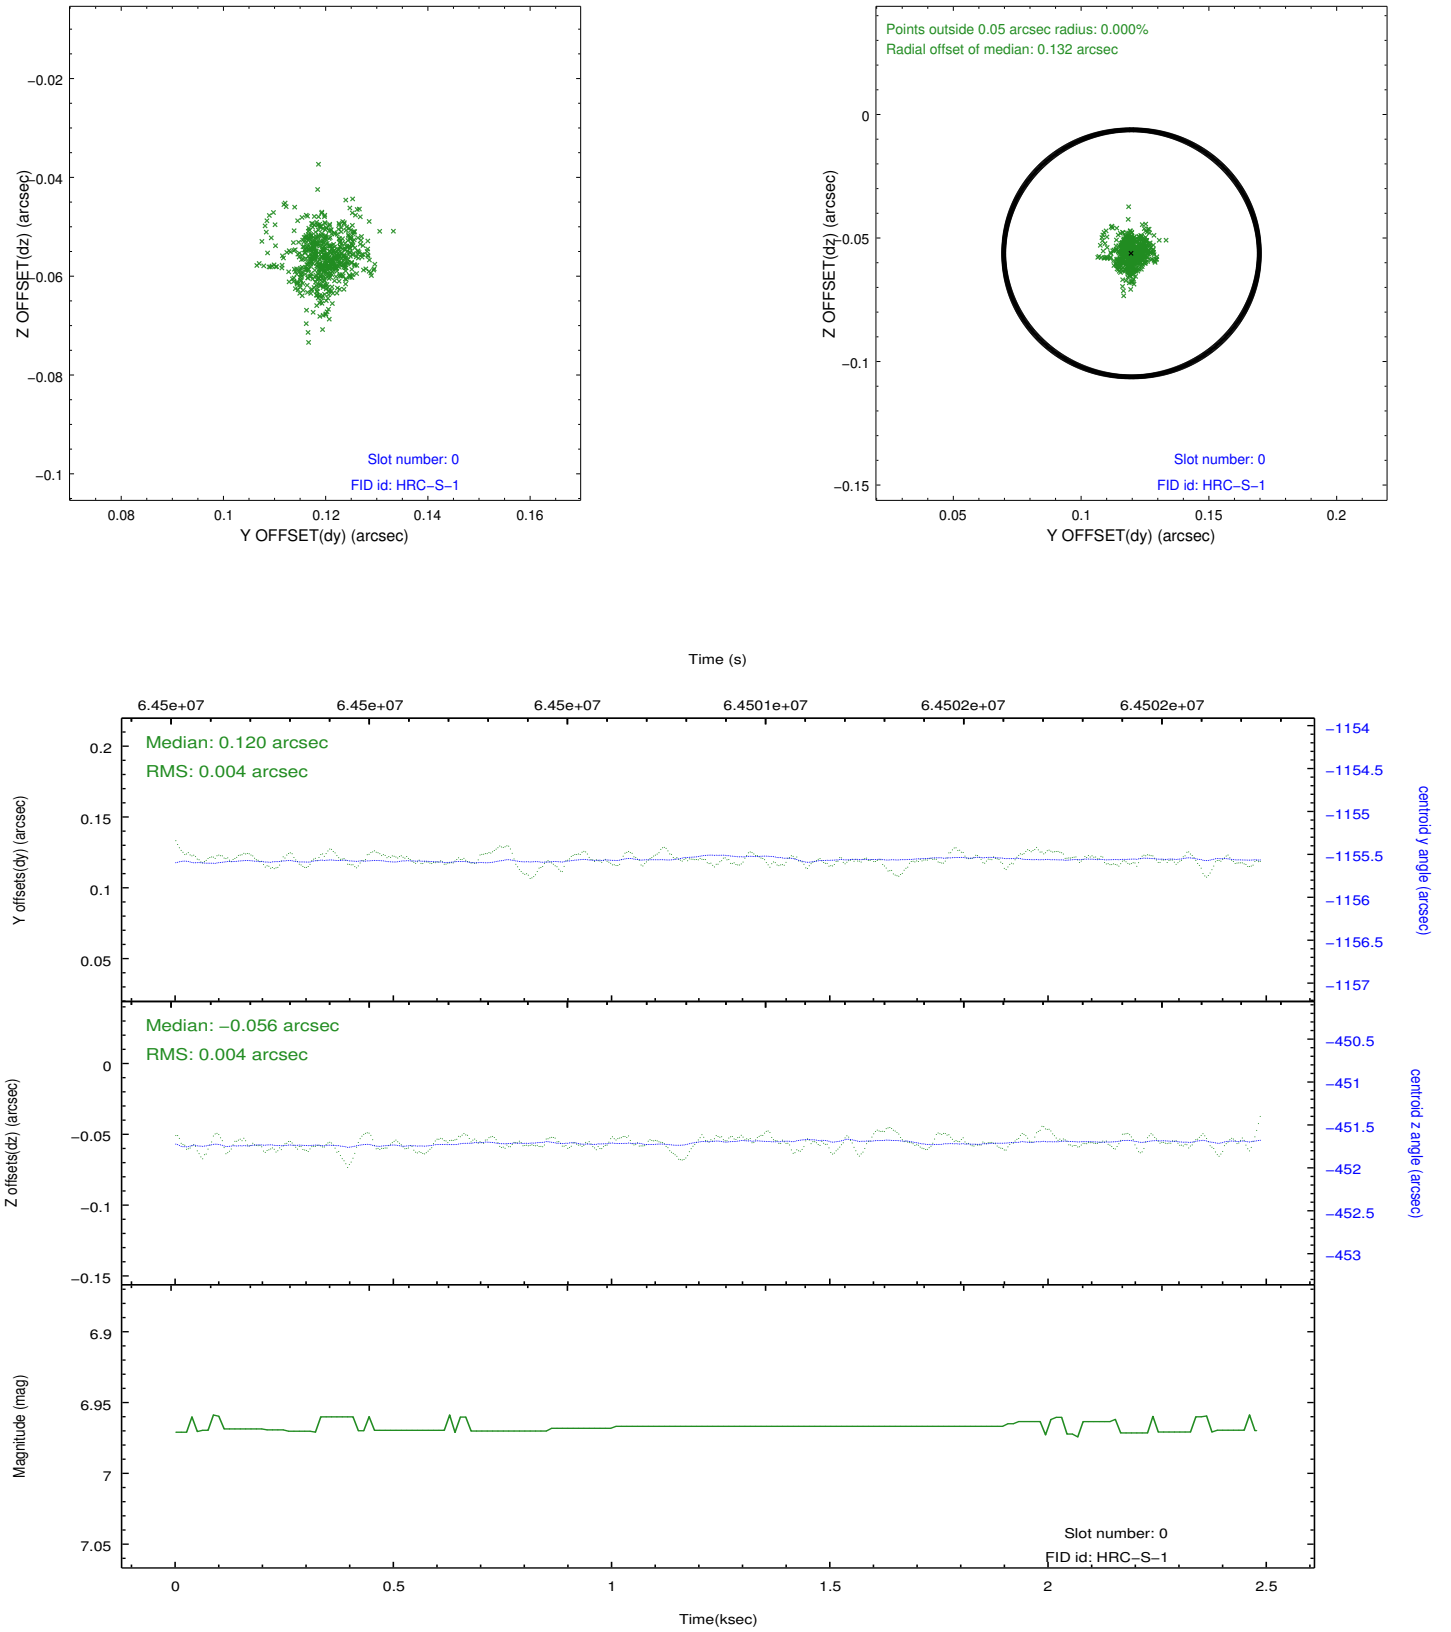 −0.02
−0.04
−0.06
−0.08
−0.1
Z OFFSET(dz) (arcsec)
0.08
0.1
0.12
0.14
0.16
Y OFFSET(dy) (arcsec)
Slot number: 0
FID id: HRC−S−1
Points outside 0.05 arcsec radius: 0.000%
Radial offset of median: 0.132 arcsec
0
−0.05
−0.1
−0.15
Z OFFSET(dz) (arcsec)
0.05
0.1
0.15
0.2
Y OFFSET(dy) (arcsec)
Slot number: 0
FID id: HRC−S−1
Time (s)
6.45e+07
6.45e+07
6.45e+07
6.4501e+07
6.4502e+07
6.4502e+07
Median: 0.120 arcsec
RMS: 0.004 arcsec
0.2
0.15
0.1
0.05
Y offsets(dy) (arcsec)
−1154
−1154.5
−1155
−1155.5
−1156
−1156.5
−1157
centroid y angle (arcsec)
Median: −0.056 arcsec
RMS: 0.004 arcsec
0
−0.05
−0.1
−0.15
Z offsets(dz) (arcsec)
−450.5
−451
−451.5
−452
−452.5
−453
centroid z angle (arcsec)
6.9
6.95
7
7.05
Magnitude (mag)
Slot number: 0
FID id: HRC−S−1
0
0.5
1
1.5
2
2.5
Time(ksec)